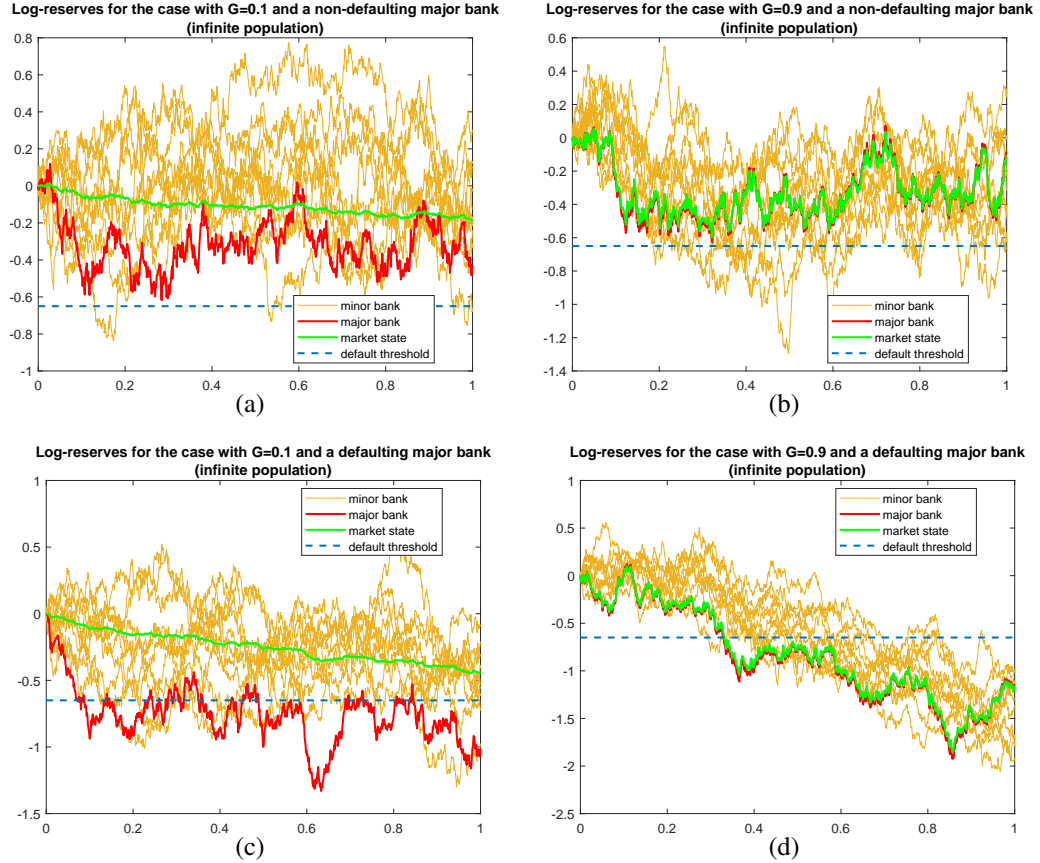 Log-reserves for the case with G=0.1 and a non-defaulting major bank
(infinite population)
0.8
0.6
0.4
0.2
0
-0.2
-0.4
-0.6
-0.8
-1
0
0.2
0.4
0.6
0.8
1
minor bank
major bank
market state
default threshold
(a)
Log-reserves for the case with G=0.9 and a non-defaulting major bank
(infinite population)
0.6
0.4
0.2
0
-0.2
-0.4
-0.6
-0.8
-1
-1.2
-1.4
0
0.2
0.4
0.6
0.8
1
minor bank
major bank
market state
default threshold
(b)
Log-reserves for the case with G=0.1 and a defaulting major bank
(infinite population)
1
0.5
0
-0.5
-1
-1.5
0
0.2
0.4
0.6
0.8
1
minor bank
major bank
market state
default threshold
(c)
Log-reserves for the case with G=0.9 and a defaulting major bank
(infinite population)
1
0.5
0
-0.5
-1
-1.5
-2
-2.5
0
0.2
0.4
0.6
0.8
1
minor bank
major bank
market state
default threshold
(d)